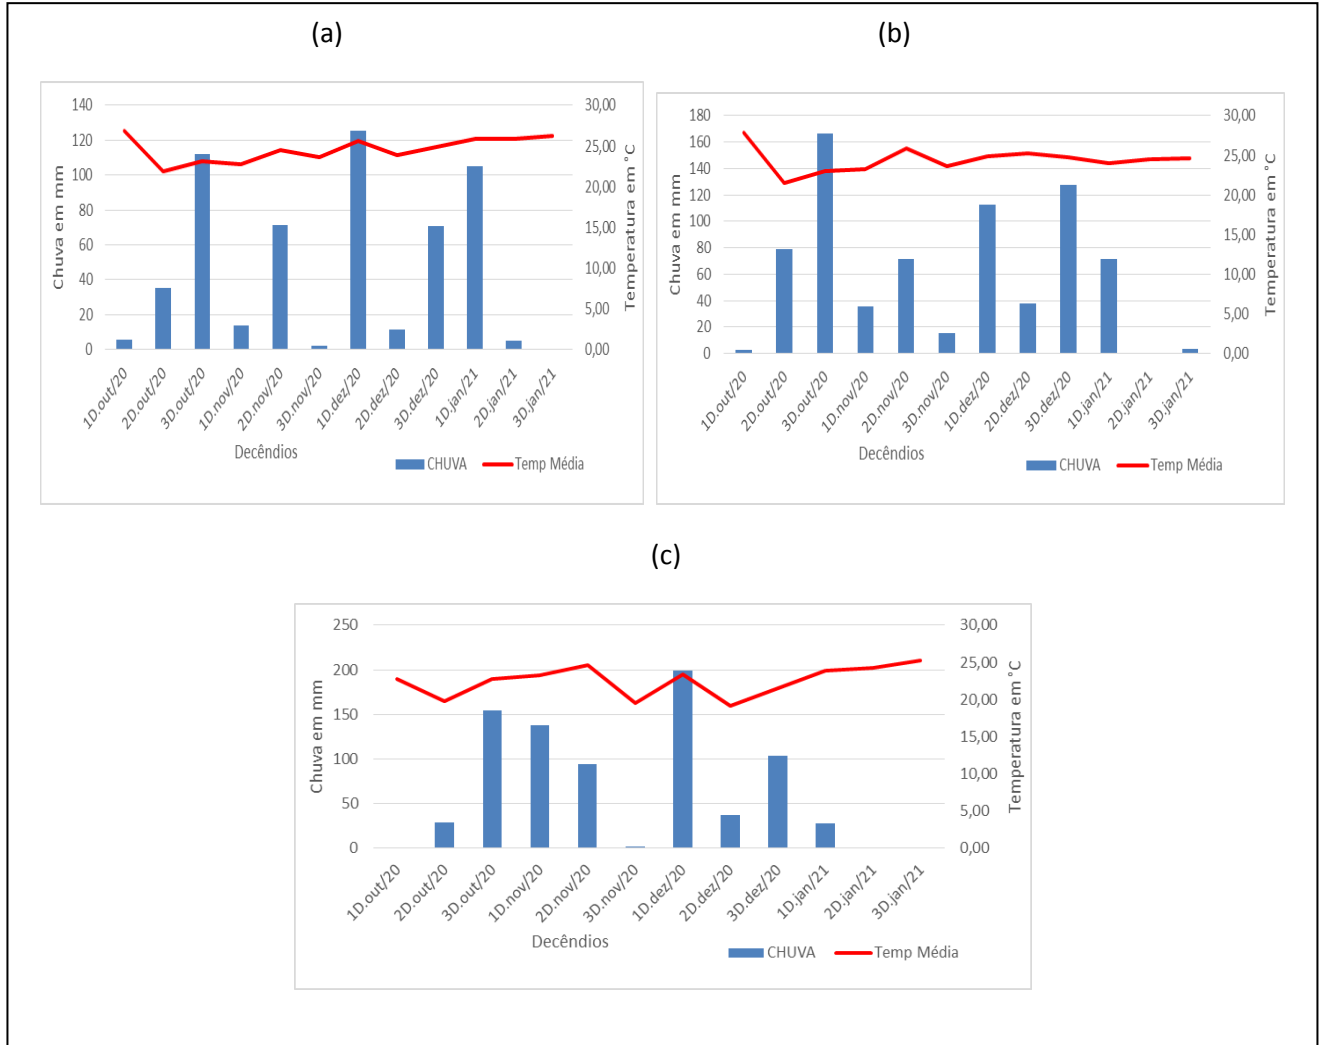 (a)
(b)
140
120
100
80
60
40
20
0
Chuva em mm
30,00
25,00
20,00
15,00
10,00
5,00
0,00
Temperatura em °C
1D.out/20
2D.out/20
3D.out/20
1D.nov/20
2D.nov/20
3D.nov/20
1D.dez/20
2D.dez/20
3D.dez/20
1D.jan/21
2D.jan/21
3D.jan/21
Decêndios
CHUVA Temp Média
180
160
140
120
100
80
60
40
20
0
Chuva em mm
30,00
25,00
20,00
15,00
10,00
5,00
0,00
Temperatura em °C
1D.out/20
2D.out/20
3D.out/20
1D.nov/20
2D.nov/20
3D.nov/20
1D.dez/20
2D.dez/20
3D.dez/20
1D.jan/21
2D.jan/21
3D.jan/21
Decêndios
CHUVA Temp Média
(c)
250
200
150
100
50
0
Chuva em mm
30,00
25,00
20,00
15,00
10,00
5,00
0,00
Temperatura em °C
1D.out/20
2D.out/20
3D.out/20
1D.nov/20
2D.nov/20
3D.nov/20
1D.dez/20
2D.dez/20
3D.dez/20
1D.jan/21
2D.jan/21
3D.jan/21
Decêndios
CHUVA Temp Média